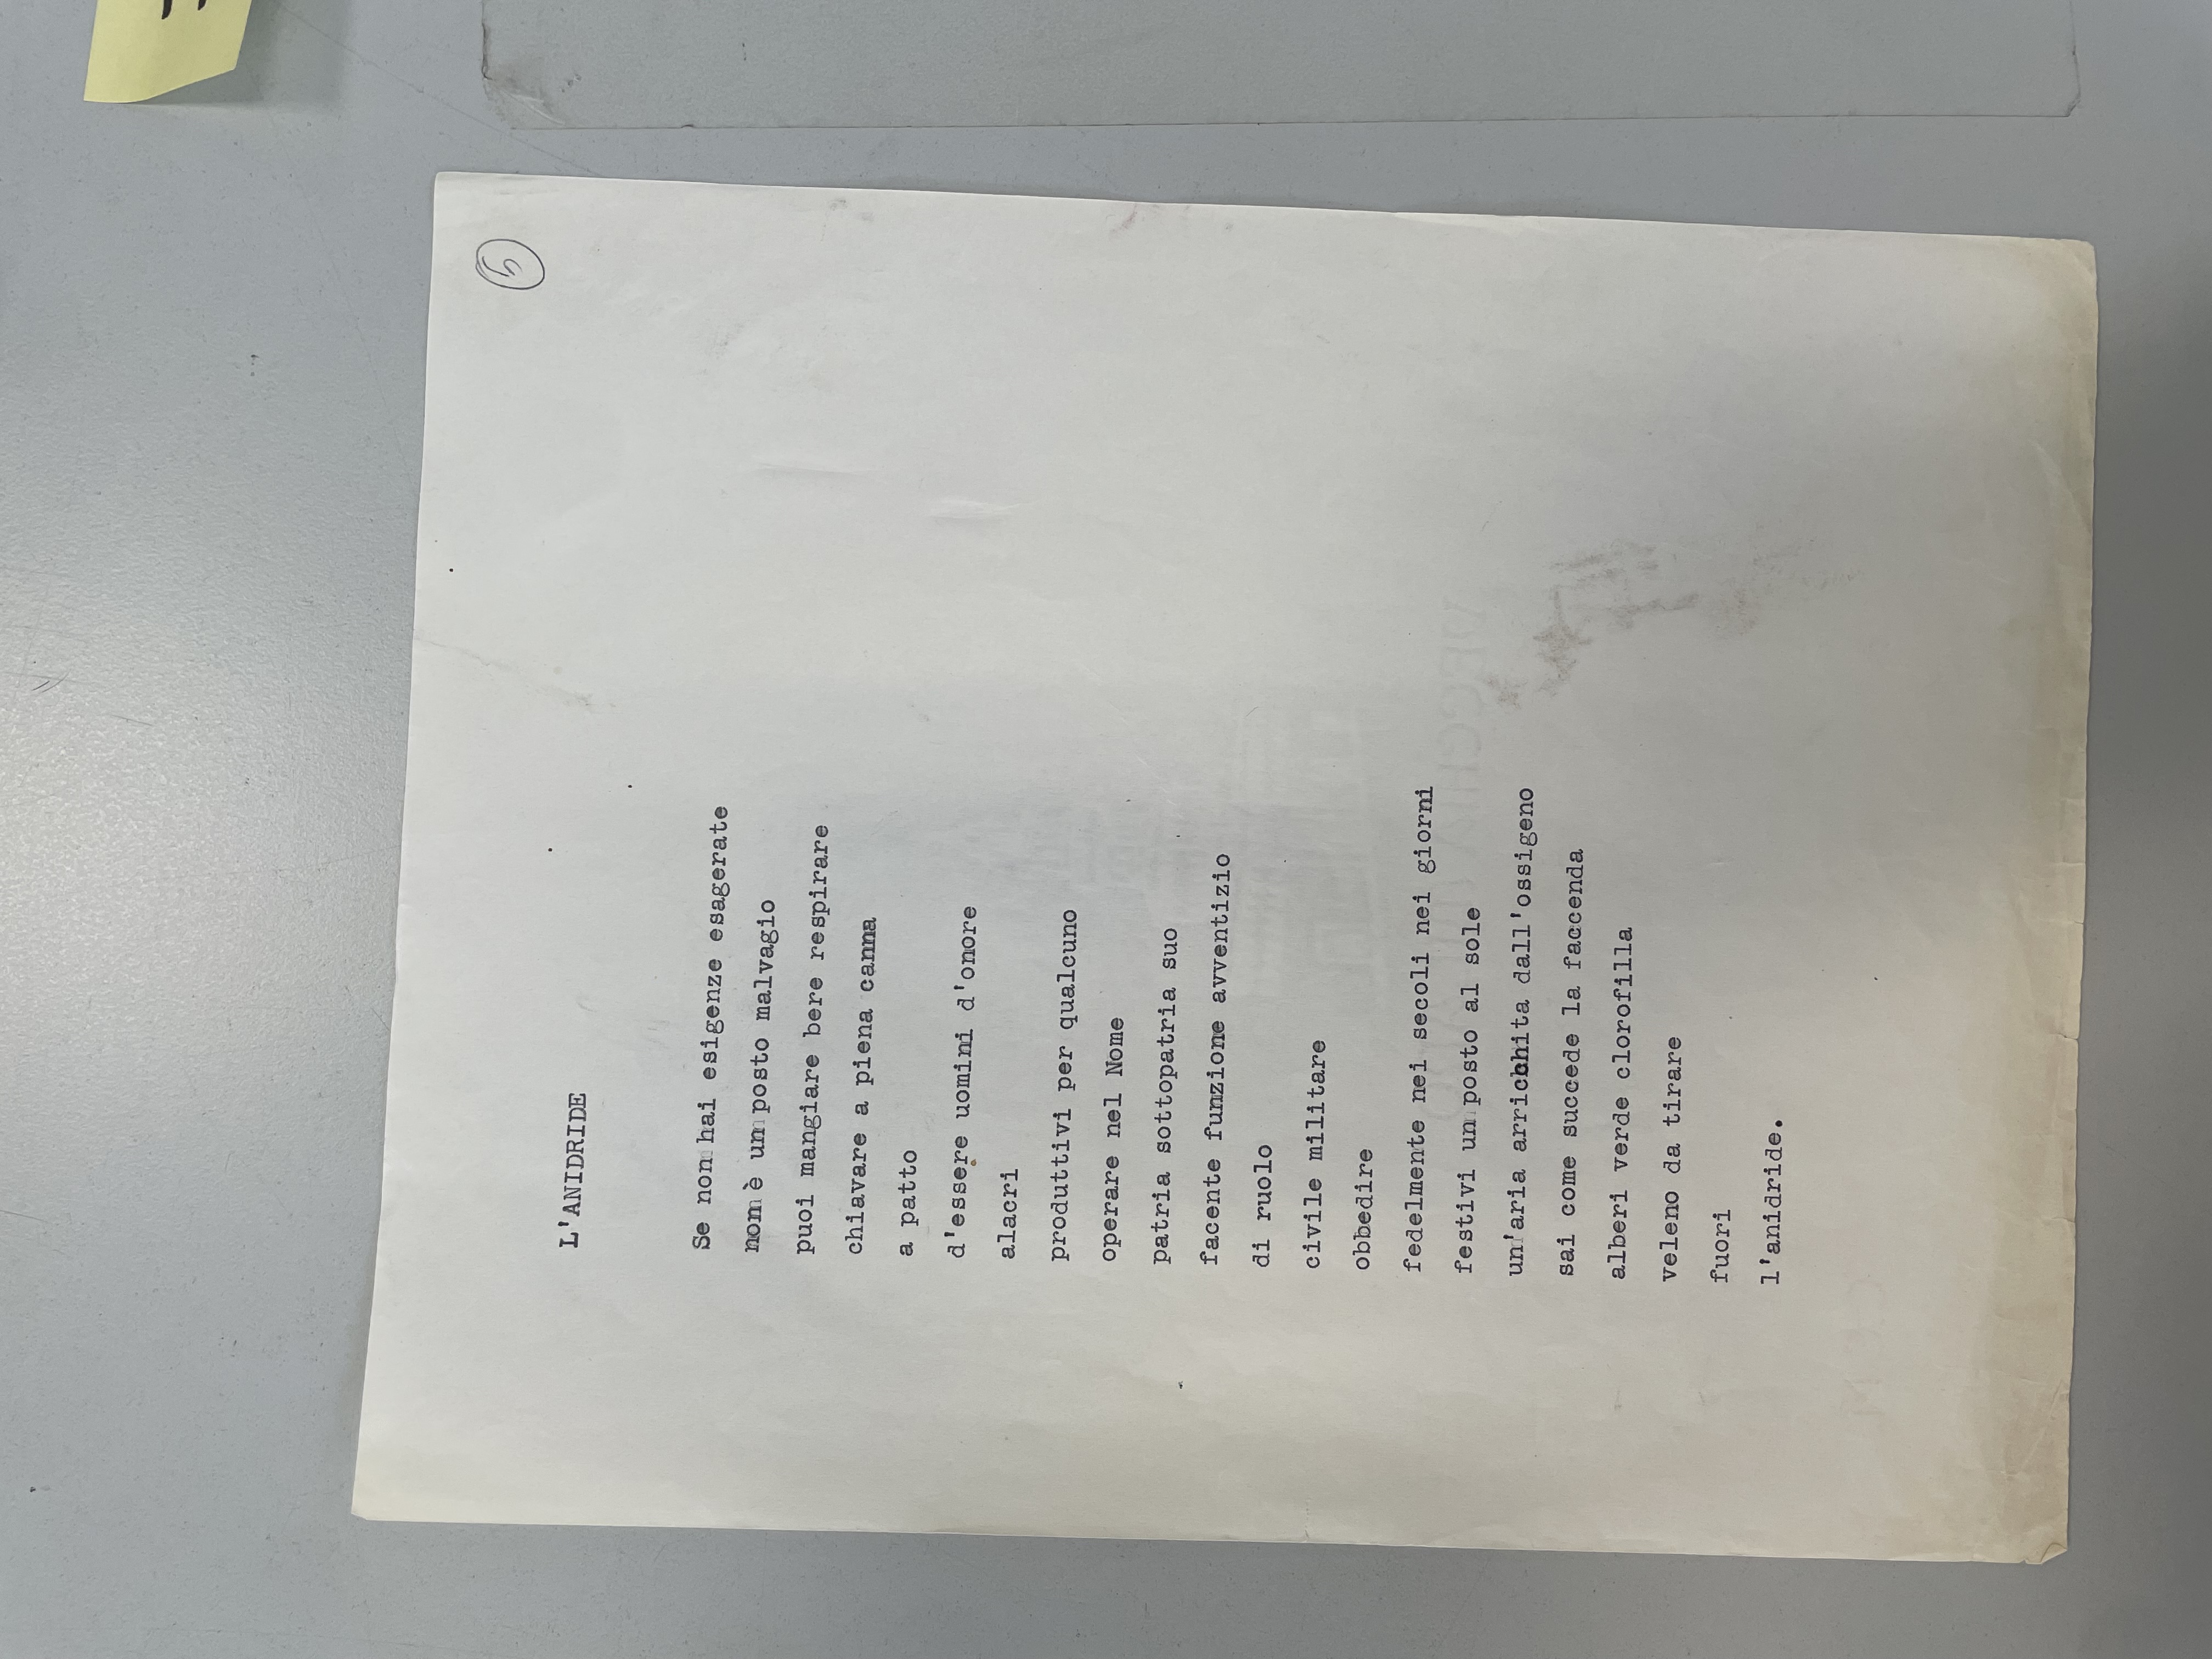 9
L'ANIDRIDE
Se non hai esigenze esagerate
non è un posto malvagio
puoi mangiare bere respirare
chiavare a piena canna
a patto
d'essere uomini d'onore
alacri
produttivi per qualcuno
operare nel Nome
patria sottopatria suo
facente funzione avventizio
di ruolo
civile militare
obbedire
fedelmente nei secoli nei giorni
festivi un posto al sole
un'aria arricchita dall'ossigeno
sai come succede la faccenda
alberi verde clorofilla
veleno da tirare
fuori
l'anidride.